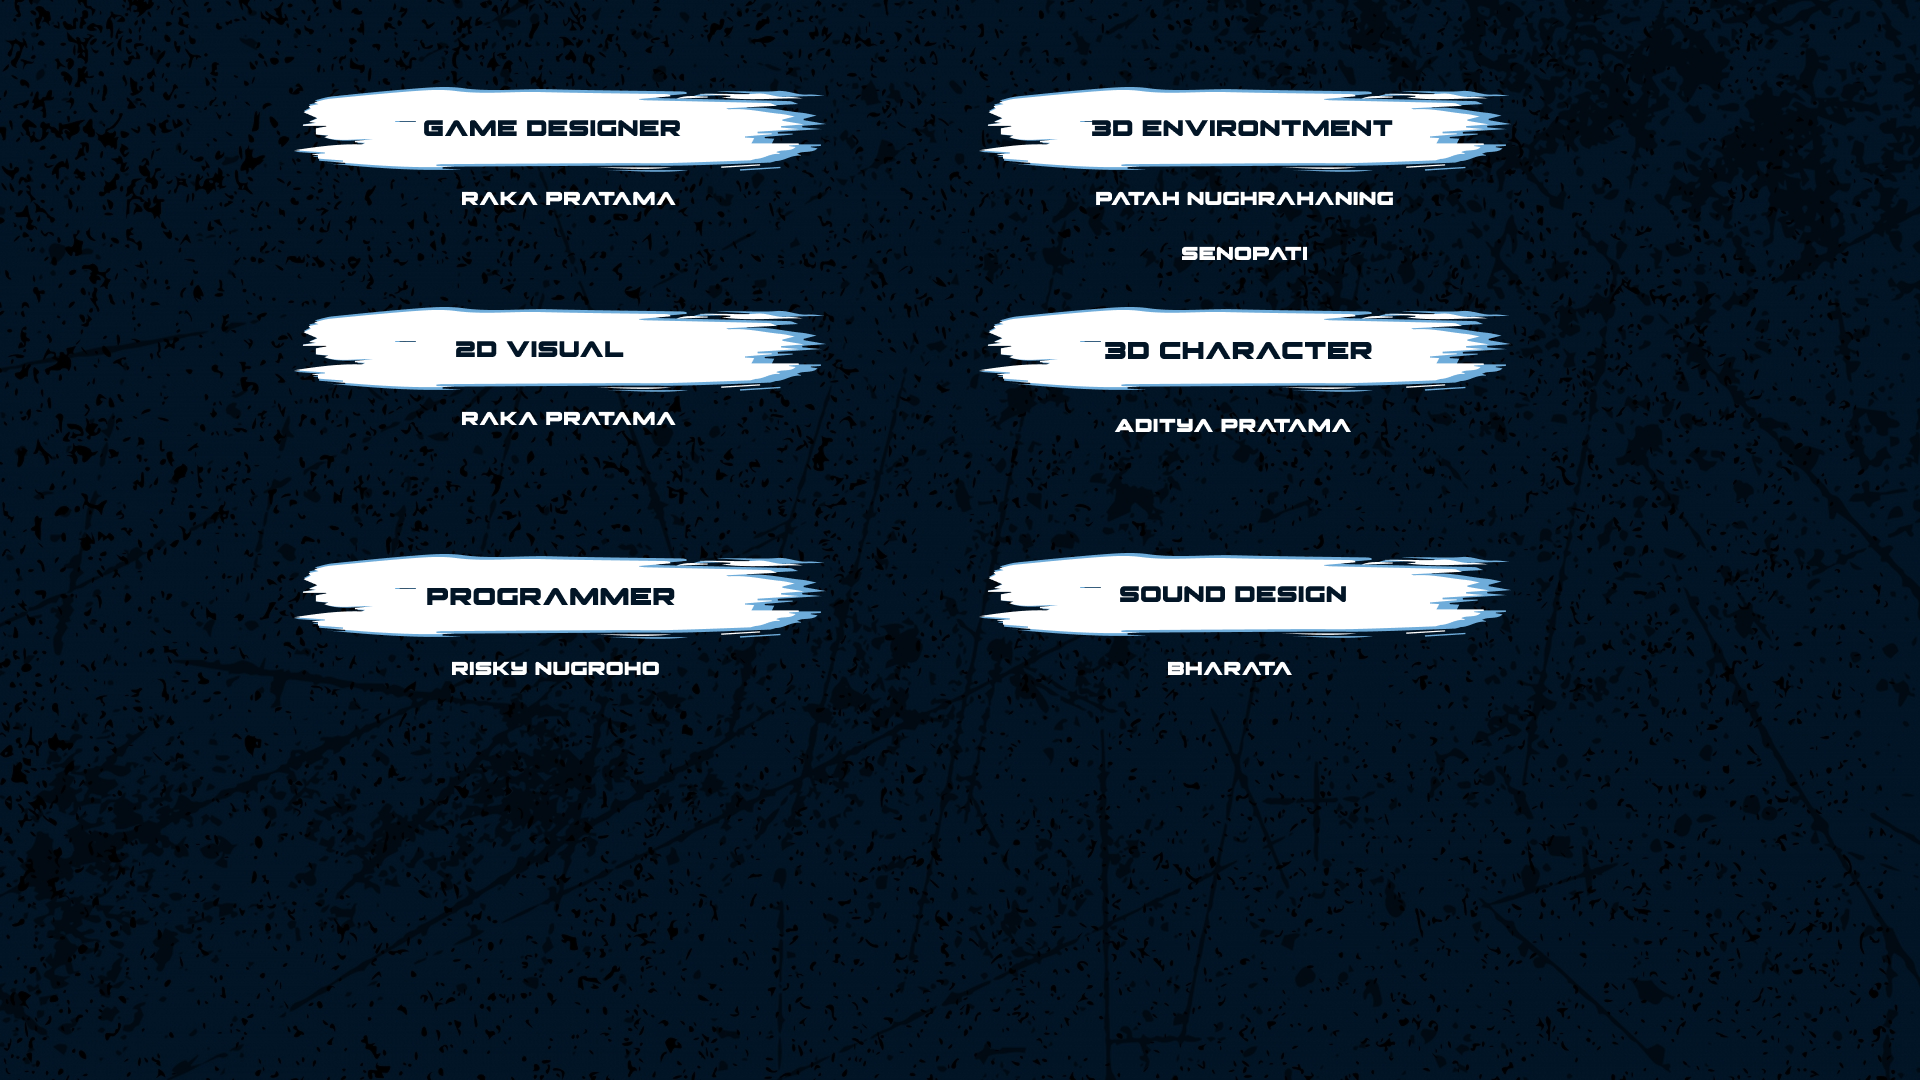 GAME DESIGNER
RAKA PRATAMA
3D ENVIRONTMENT
PATAH NUGHRAHANING
SENOPATI
2D VISUAL
RAKA PRATAMA
3D CHARACTER
ADITYA PRATAMA
PROGRAMMER
RISKY NUGROHO
SOUND DESIGN
BHARATA